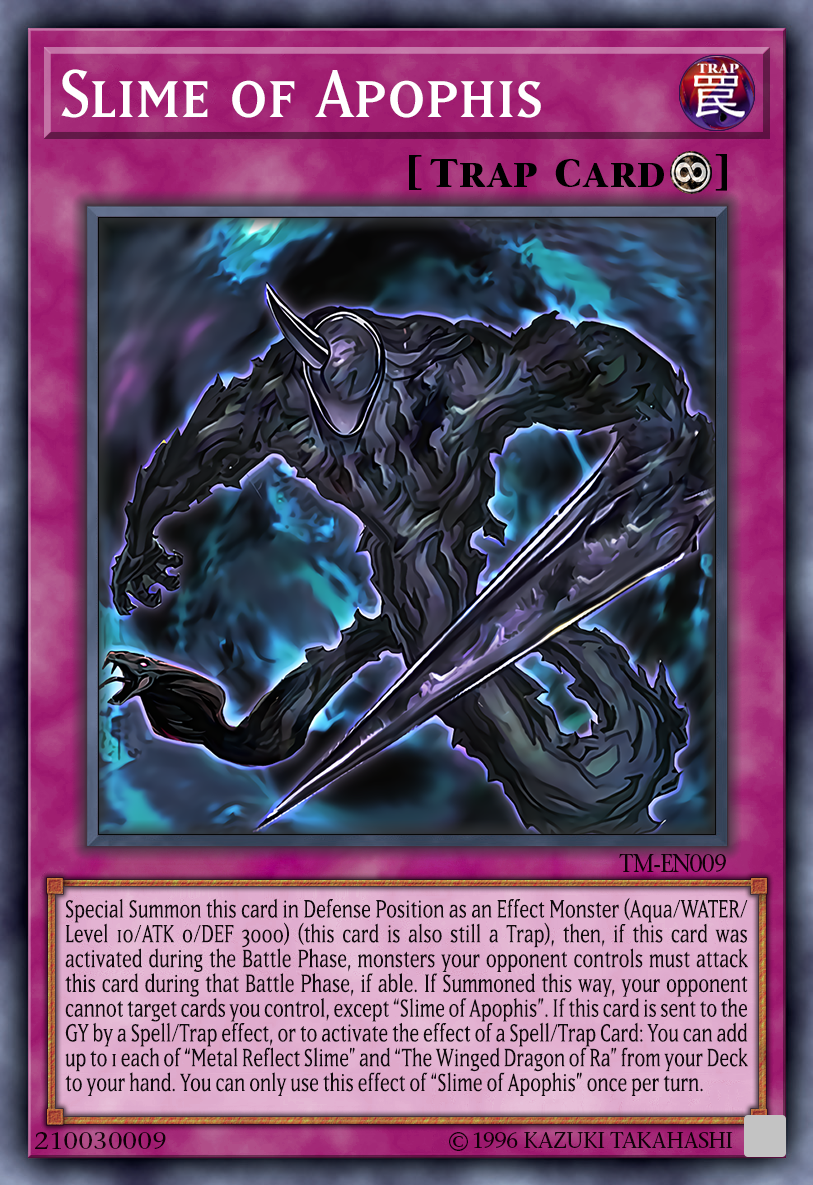 Slime of Apophis
TRAP
罠
[ Trap Card ]
TM-EN009
Special Summon this card in Defense Position as an Effect Monster (Aqua/WATER/
Level 10/ATK 0/DEF 3000) (this card is also still a Trap), then, if this card was
activated during the Battle Phase, monsters your opponent controls must attack
this card during that Battle Phase, if able. If Summoned this way, your opponent
cannot target cards you control, except “Slime of Apophis”. If this card is sent to the
GY by a Spell/Trap effect, or to activate the effect of a Spell/Trap Card: You can add
up to 1 each of “Metal Reflect Slime” and “The Winged Dragon of Ra” from your Deck
to your hand. You can only use this effect of “Slime of Apophis” once per turn.
210030009
© 1996 KAZUKI TAKAHASHI